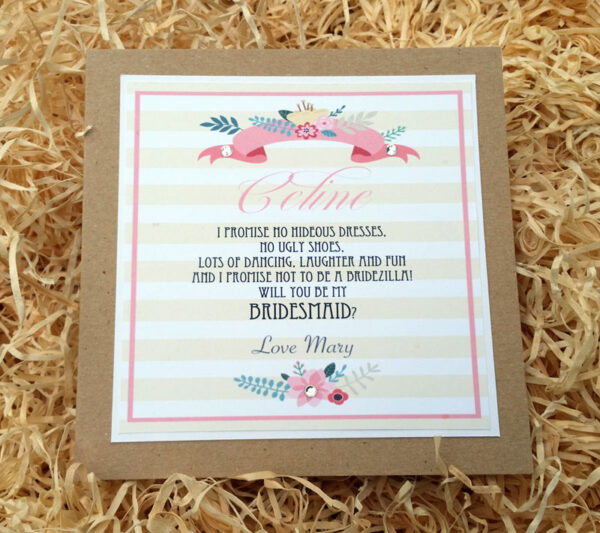 Celine
I PROMISE NO HIDEOUS DRESSES,
NO UGLY SHOES,
LOTS OF DANCING, LAUGHTER AND FUN
AND I PROMISE NOT TO BE A BRIDEZILLA!
WILL YOU BE MY
BRIDESMAID?
Love Mary